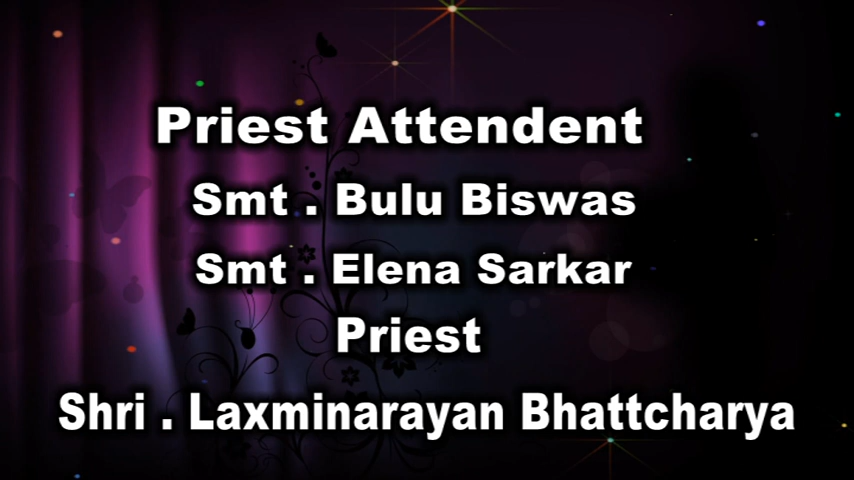 Priest Attendent
Smt . Bulu Biswas
Smt . Elena Sarkar
Priest
Shri . Laxminarayan Bhattcharya